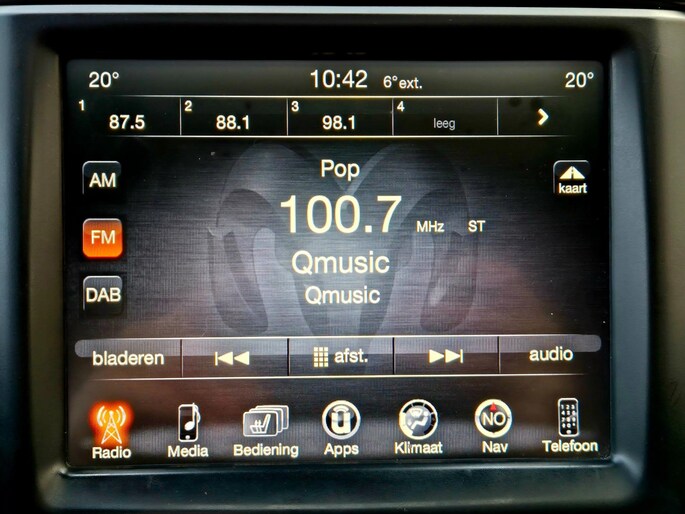 20° 10:42 6°ext. 20°
1 87.5 2 88.1 3 98.1 4 leeg
Pop
AM
kaart
100.7 MHz ST
FM
Qmusic
DAB
Qmusic
bladeren afst. audio
NO
Radio Media Bediening Apps Klimaat Nav Telefoon